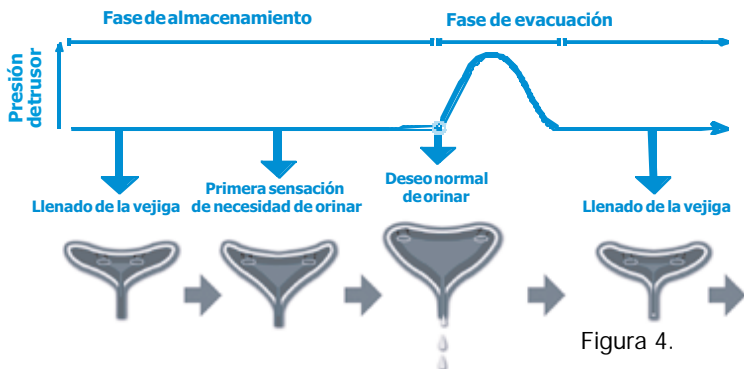 Fase de almacenamiento
Fase de evacuación
Presión
detrusor
Llenado de la vejiga
Primera sensación
de necesidad de orinar
Deseo normal
de orinar
Llenado de la vejiga
Figura 4.